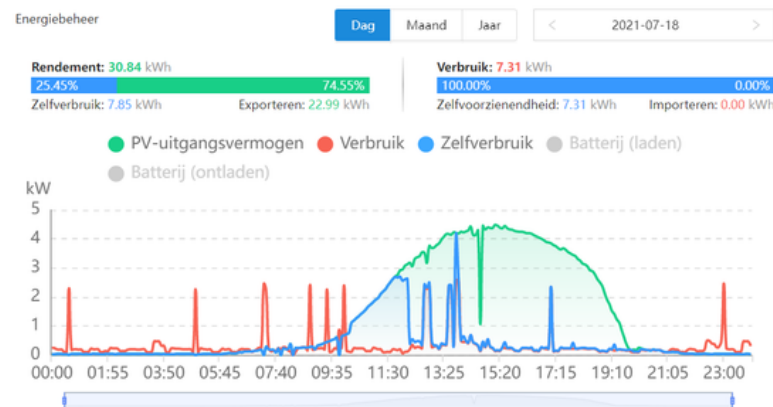 Energiebeheer
Dag Maand Jaar < 2021-07-18 >
Rendement: 30.84 kWh
25.45% 74.55%
Zelfverbruik: 7.85 kWh Exporteren: 22.99 kWh
Verbruik: 7.31 kWh
100.00% 0.00%
Zelfvoorzienendheid: 7.31 kWh Importeren: 0.00 kWh
PV-uitgangsvermogen Verbruik Zelfverbruik Batterij (laden)
Batterij (ontladen)
kW
5
4
3
2
1
0
00:00 01:55 03:50 05:45 07:40 09:35 11:30 13:25 15:20 17:15 19:10 21:05 23:00